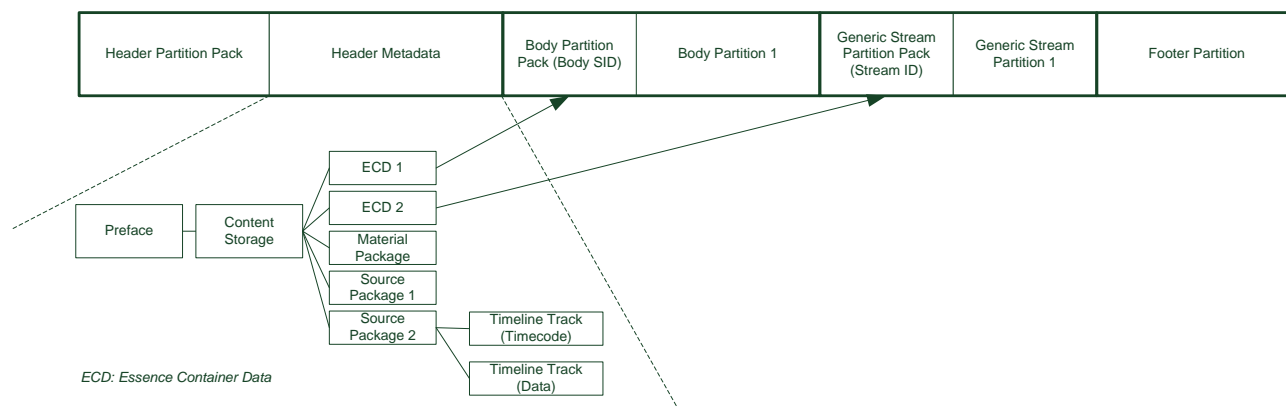 Header Partition Pack
Header Metadata
Body Partition
Pack (Body SID)
Body Partition 1
Generic Stream
Partition Pack
(Stream ID)
Generic Stream
Partition 1
Footer Partition
ECD 1
ECD 2
Preface
Content
Storage
Material
Package
Source
Package 1
Source
Package 2
Timeline Track
(Timecode)
Timeline Track
(Data)
ECD: Essence Container Data